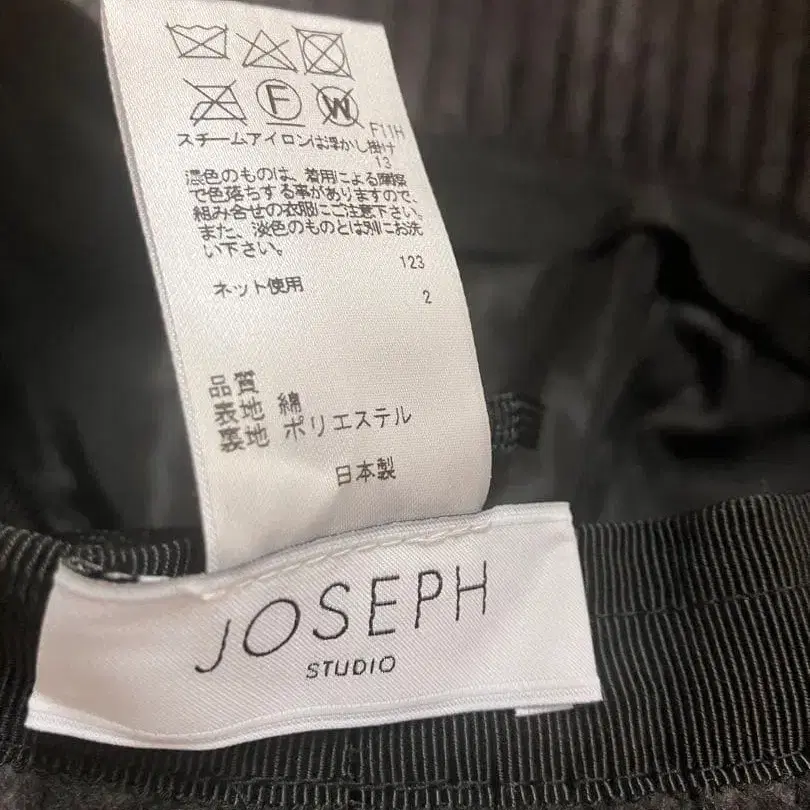 F
W
F11H
スチームアイロンは浮かし掛け
13
濃色のものは、着用による摩擦
で色落ちする事がありますので、
組み合せの衣服にご注意下さい。
また、淡色のものとは別にお洗
い下さい。
123
ネット使用
2
品質
表地 綿
裏地 ポリエステル
日本製
JOSEPH
STUDIO